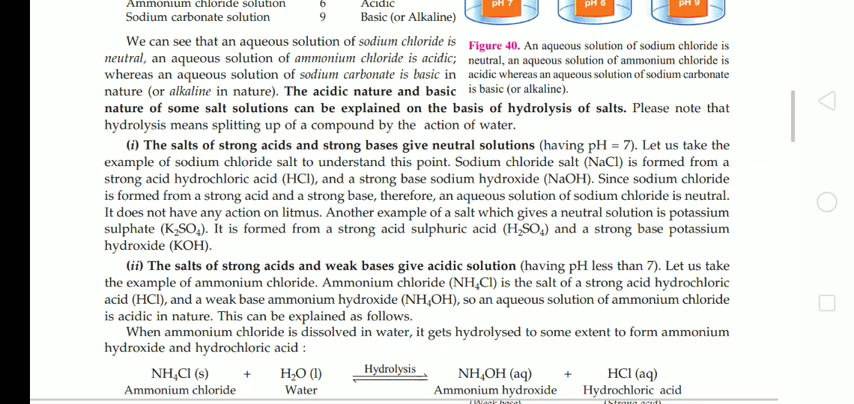 Ammonium chloride solution 6 Acidic
Sodium carbonate solution 9 Basic (or Alkaline)
pH 7 pH 6 pH 9
We can see that an aqueous solution of sodium chloride is
neutral, an aqueous solution of ammonium chloride is acidic;
whereas an aqueous solution of sodium carbonate is basic in
nature (or alkaline in nature). The acidic nature and basic
Figure 40. An aqueous solution of sodium chloride is
neutral, an aqueous solution of ammonium chloride is
acidic whereas an aqueous solution of sodium carbonate
is basic (or alkaline).
nature of some salt solutions can be explained on the basis of hydrolysis of salts. Please note that
hydrolysis means splitting up of a compound by the action of water.
(i) The salts of strong acids and strong bases give neutral solutions (having pH = 7). Let us take the
example of sodium chloride salt to understand this point. Sodium chloride salt (NaCl) is formed from a
strong acid hydrochloric acid (HCl), and a strong base sodium hydroxide (NaOH). Since sodium chloride
is formed from a strong acid and a strong base, therefore, an aqueous solution of sodium chloride is neutral.
It does not have any action on litmus. Another example of a salt which gives a neutral solution is potassium
sulphate (K₂SO₄). It is formed from a strong acid sulphuric acid (H₂SO₄) and a strong base potassium
hydroxide (KOH).
(ii) The salts of strong acids and weak bases give acidic solution (having pH less than 7). Let us take
the example of ammonium chloride. Ammonium chloride (NH₄Cl) is the salt of a strong acid hydrochloric
acid (HCl), and a weak base ammonium hydroxide (NH₄OH), so an aqueous solution of ammonium chloride
is acidic in nature. This can be explained as follows.
When ammonium chloride is dissolved in water, it gets hydrolysed to some extent to form ammonium
hydroxide and hydrochloric acid :
NH₄Cl (s) + H₂O (l) Hydrolysis NH₄OH (aq) + HCl (aq)
Ammonium chloride Water Ammonium hydroxide Hydrochloric acid
(Weak base) (Strong acid)